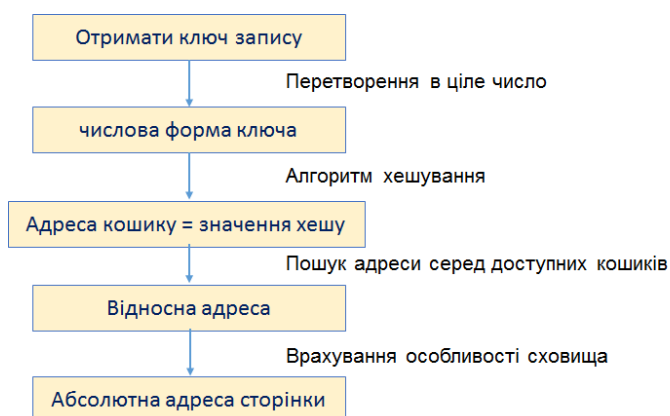 Отримати ключ запису
Перетворення в ціле число
числова форма ключа
Алгоритм хешування
Адреса кошику = значення хешу
Пошук адреси серед доступних кошиків
Відносна адреса
Врахування особливості сховища
Абсолютна адреса сторінки